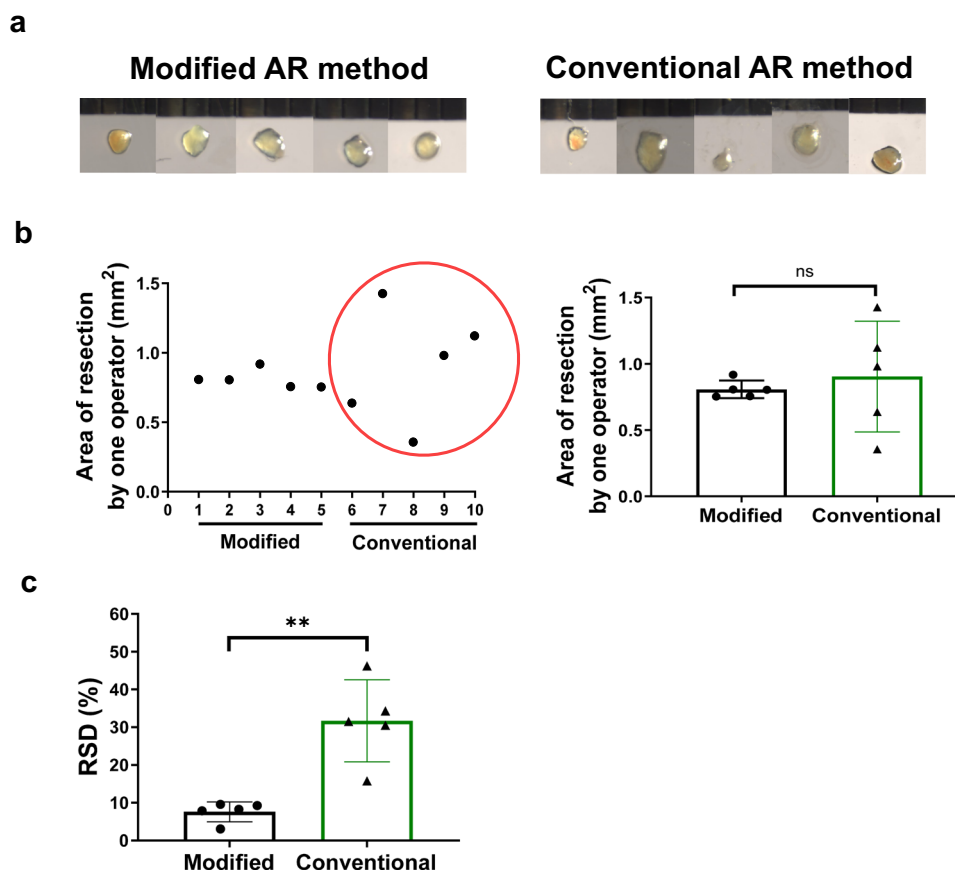 a
Modified AR method
Conventional AR method
b
Area of resection
by one operator (mm2)
1.5
1.0
0.5
0.0
0 1 2 3 4 5 6 7 8 9 10
Modified Conventional
Area of resection
by one operator (mm2)
ns
1.5
1.0
0.5
0.0
Modified Conventional
c
RSD (%)
60
50
40
30
20
10
0
**
Modified Conventional